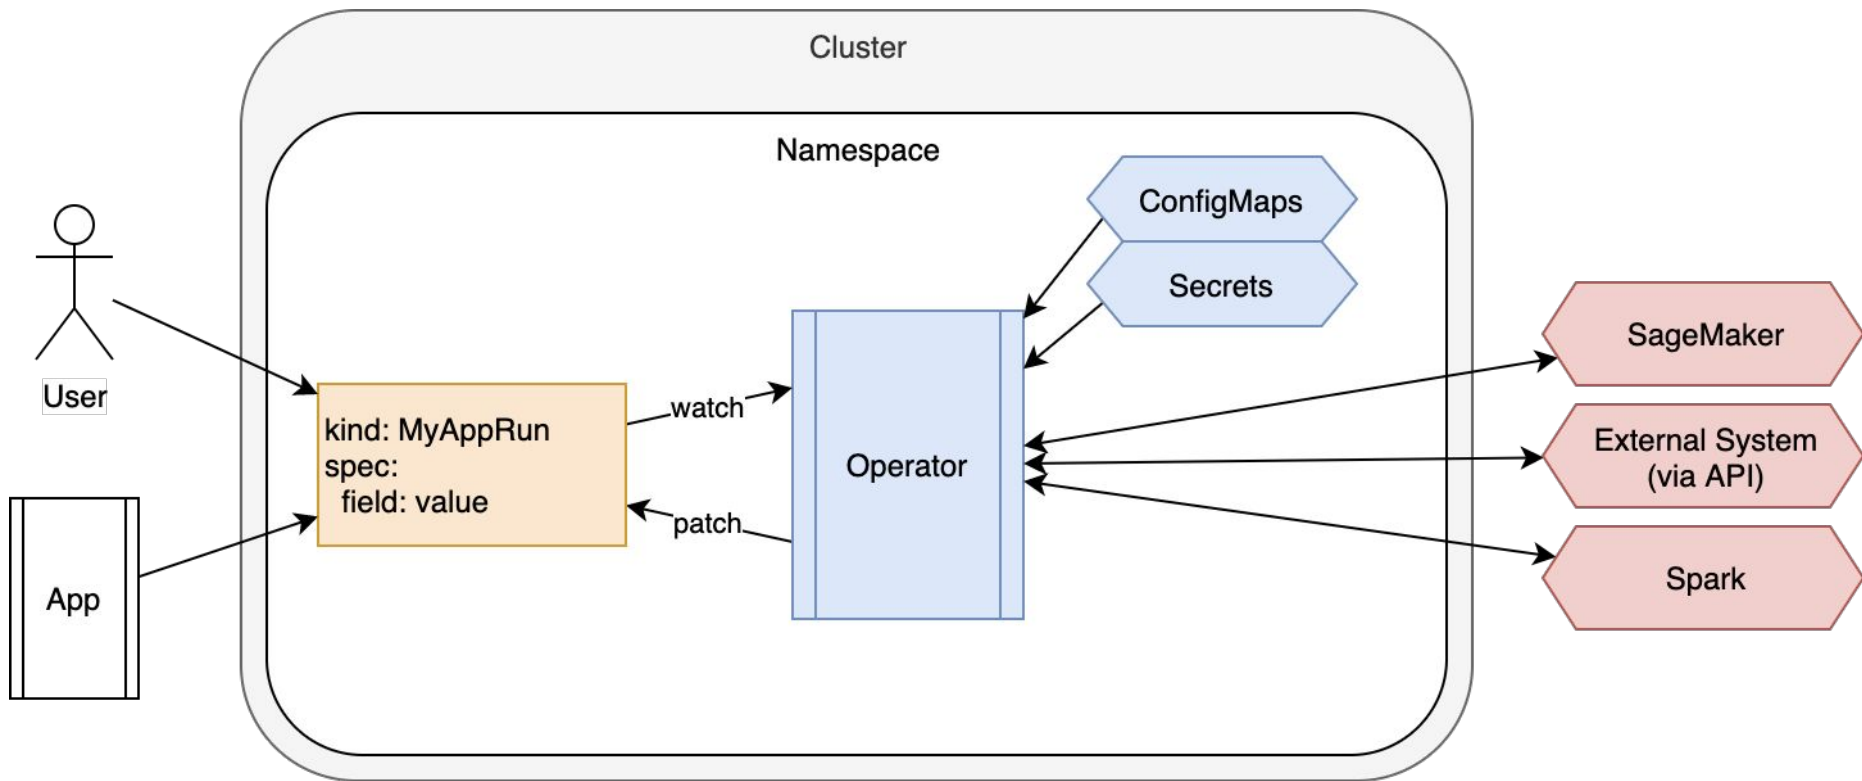 Cluster
Namespace
ConfigMaps
Secrets
User
kind: MyAppRun
spec:
  field: value
watch
patch
Operator
App
SageMaker
External System
(via API)
Spark